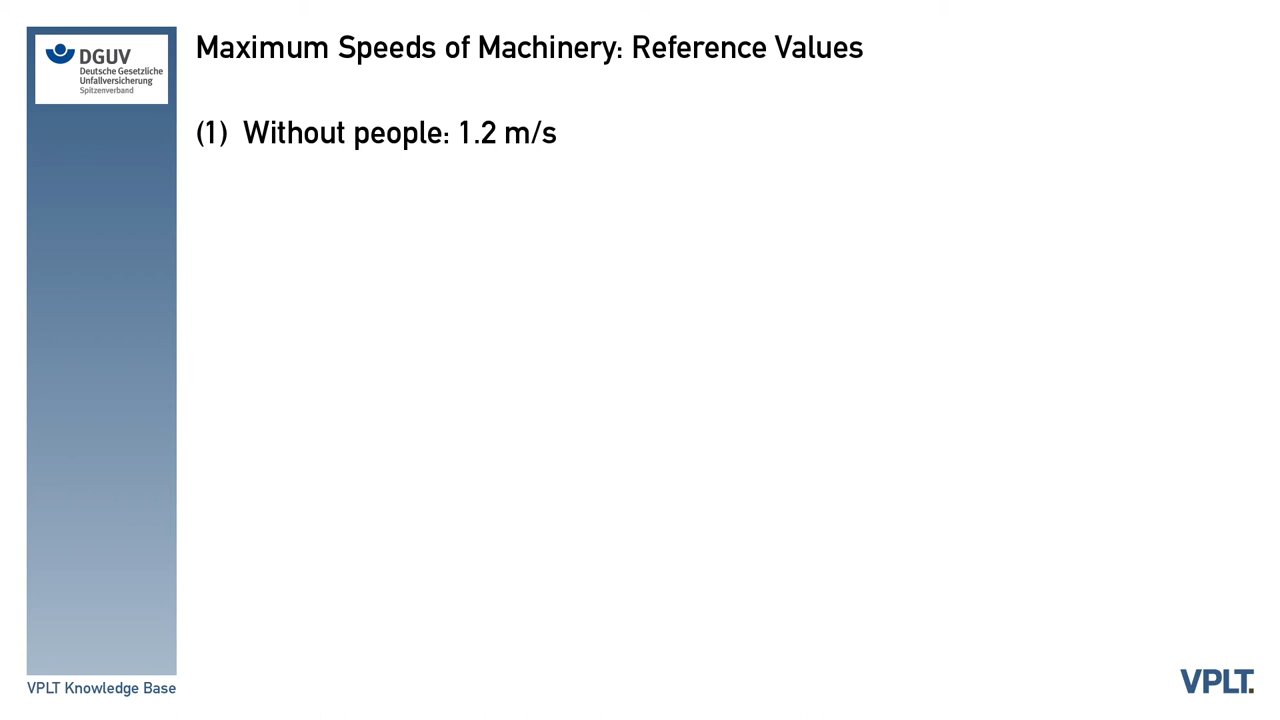 Maximum Speeds of Machinery: Reference Values
DGUV
Deutsche Gesetzliche
Unfallversicherung
Spitzenverband
(1) Without people: 1.2 m/s
VPLT Knowledge Base
VPLT.